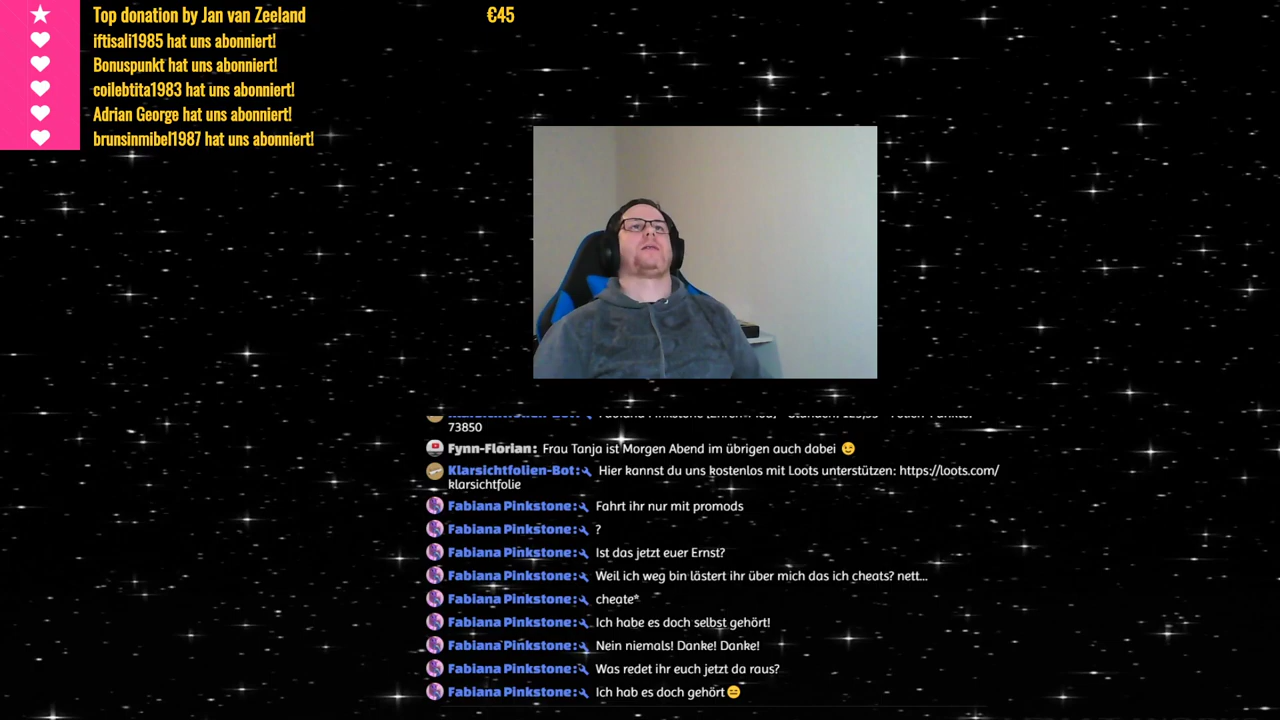 Top donation by Jan van Zeeland €45
iftisali1985 hat uns abonniert!
Bonuspunkt hat uns abonniert!
coilebtita1983 hat uns abonniert!
Adrian George hat uns abonniert!
brunsinmibel1987 hat uns abonniert!
73850
Fynn-Florian: Frau Tanja ist Morgen Abend im übrigen auch dabei 😉
Klarsichtfolien-Bot: Hier kannst du uns kostenlos mit Loots unterstützen: https://loots.com/
klarsichtfolie
Fabiana Pinkstone: Fahrt ihr nur mit promods
Fabiana Pinkstone: ?
Fabiana Pinkstone: Ist das jetzt euer Ernst?
Fabiana Pinkstone: Weil ich weg bin lästert ihr über mich das ich cheats? nett...
Fabiana Pinkstone: cheate*
Fabiana Pinkstone: Ich habe es doch selbst gehört!
Fabiana Pinkstone: Nein niemals! Danke! Danke!
Fabiana Pinkstone: Was redet ihr euch jetzt da raus?
Fabiana Pinkstone: Ich hab es doch gehört😑